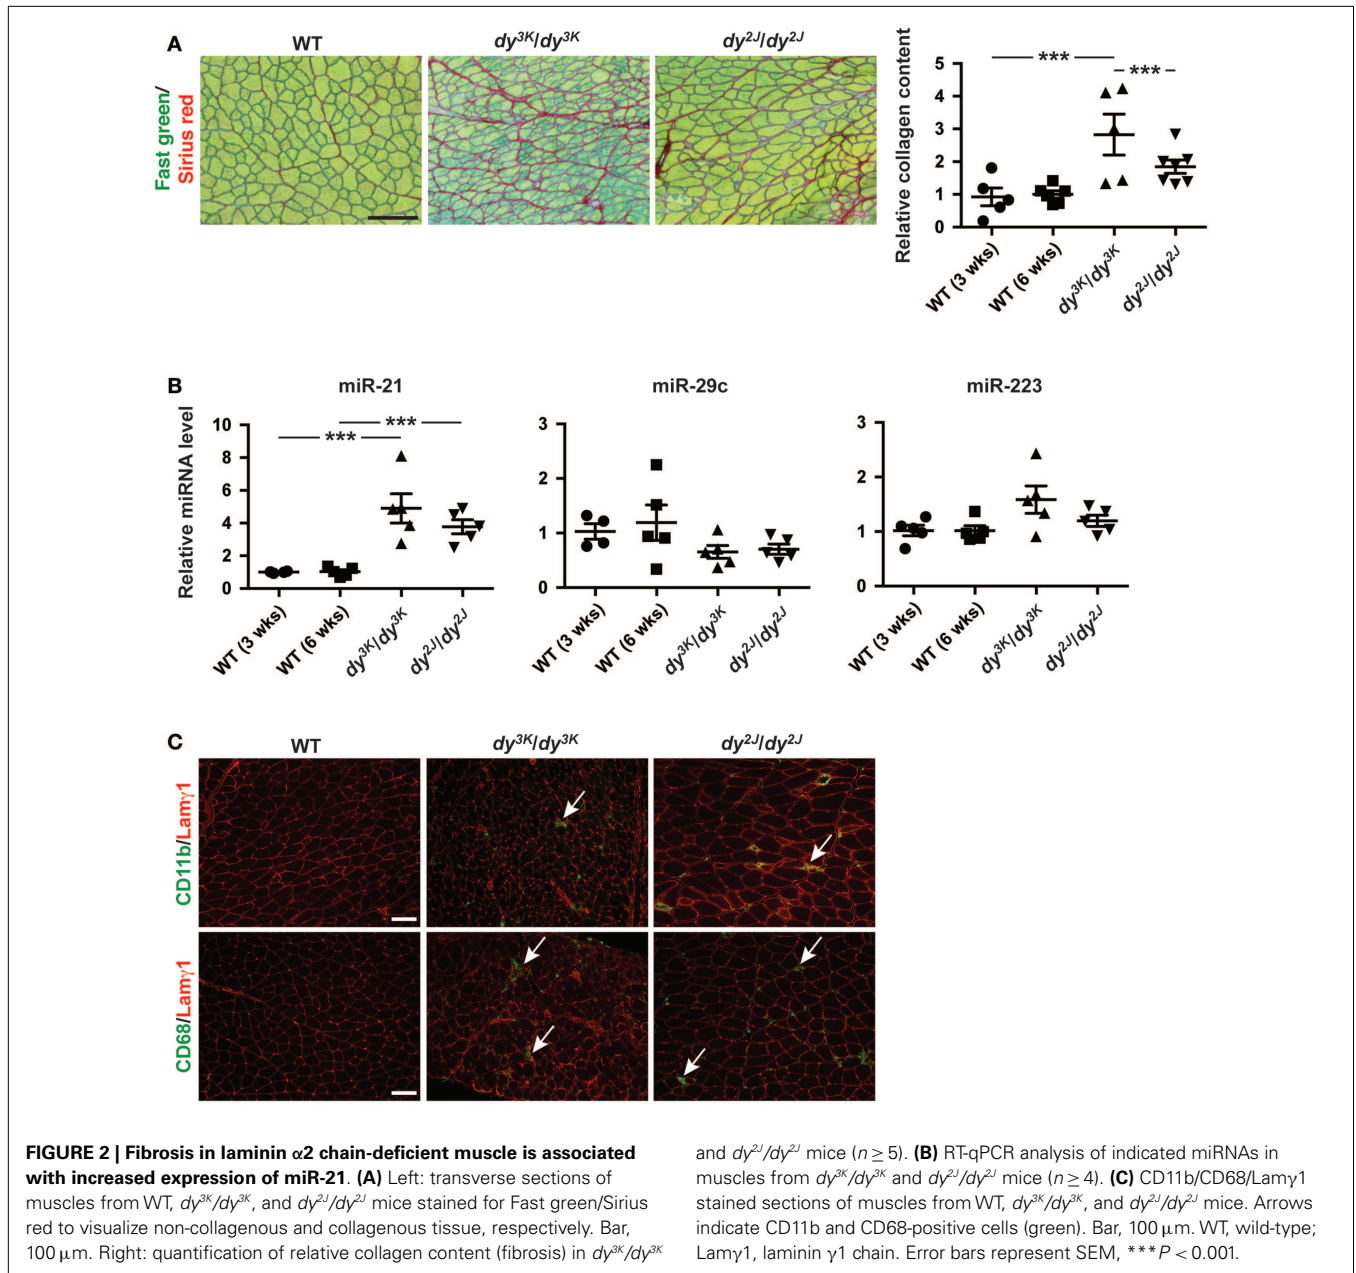 A
WT
dy3K/dy3K
dy2J/dy2J
Fast green/
Sirius red
Relative collagen content
5
4
3
2
1
0
***
***
WT (3 wks)
WT (6 wks)
dy3K/dy3K
dy2J/dy2J
B
miR-21
miR-29c
miR-223
Relative miRNA level
10
8
6
4
2
0
***
***
WT (3 wks)
WT (6 wks)
dy3K/dy3K
dy2J/dy2J
3
2
1
0
WT (3 wks)
WT (6 wks)
dy3K/dy3K
dy2J/dy2J
3
2
1
0
WT (3 wks)
WT (6 wks)
dy3K/dy3K
dy2J/dy2J
C
WT
dy3K/dy3K
dy2J/dy2J
CD11b/Lamγ1
CD68/Lamγ1
FIGURE 2 | Fibrosis in laminin α2 chain-deficient muscle is associated
with increased expression of miR-21. (A) Left: transverse sections of
muscles from WT, dy3K/dy3K, and dy2J/dy2J mice stained for Fast green/Sirius
red to visualize non-collagenous and collagenous tissue, respectively. Bar,
100 μm. Right: quantification of relative collagen content (fibrosis) in dy3K/dy3K
and dy2J/dy2J mice (n ≥ 5). (B) RT-qPCR analysis of indicated miRNAs in
muscles from dy3K/dy3K and dy2J/dy2J mice (n ≥ 4). (C) CD11b/CD68/Lamγ1
stained sections of muscles from WT, dy3K/dy3K, and dy2J/dy2J mice. Arrows
indicate CD11b and CD68-positive cells (green). Bar, 100 μm. WT, wild-type;
Lamγ1, laminin γ1 chain. Error bars represent SEM, ***P < 0.001.